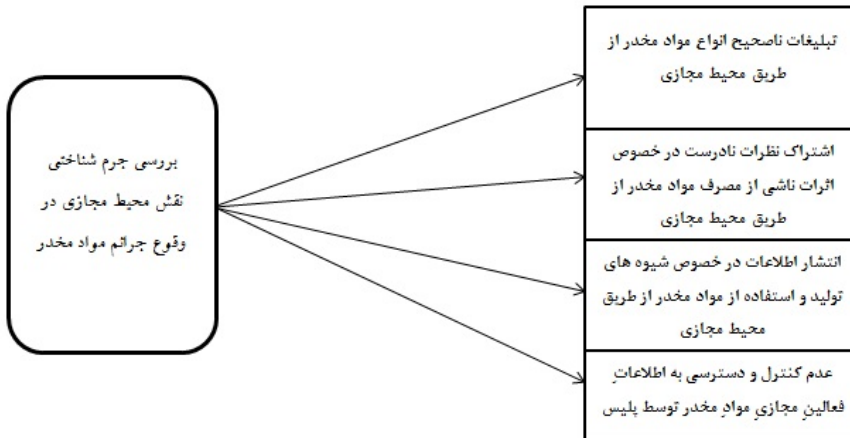 بررسی جرم شناختی
نقش محیط مجازی در
وقوع جرائم مواد مخدر
تبلیغات ناصحیح انواع مواد مخدر از
طریق محیط مجازی
اشتراک نظرات نادرست در خصوص
اثرات ناشی از مصرف مواد مخدر از
طریق محیط مجازی
انتشار اطلاعات در خصوص شیوه های
تولید و استفاده از مواد مخدر از طریق
محیط مجازی
عدم کنترل و دسترسی به اطلاعاتِ
فعالینِ مجازیِ موادِ مخدر توسط پلیس